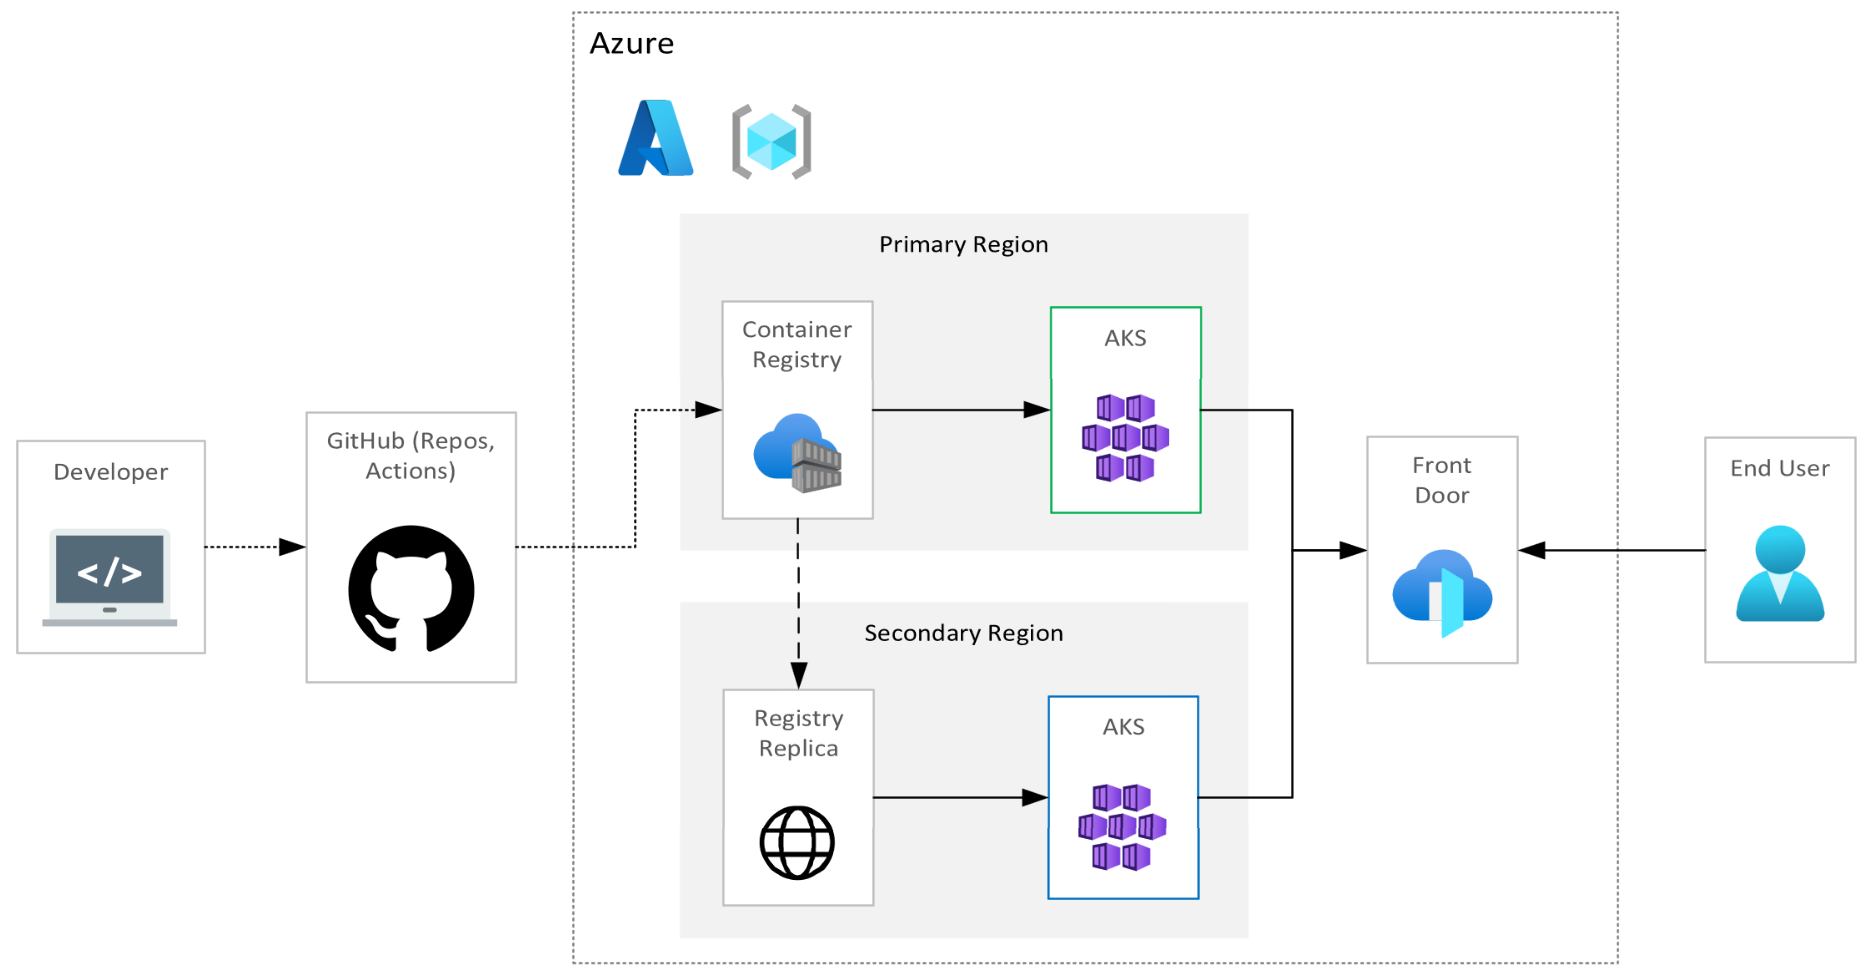 Azure
Primary Region
Container
Registry
AKS
GitHub (Repos,
Actions)
Developer
</>
Front
Door
End User
Secondary Region
Registry
Replica
AKS